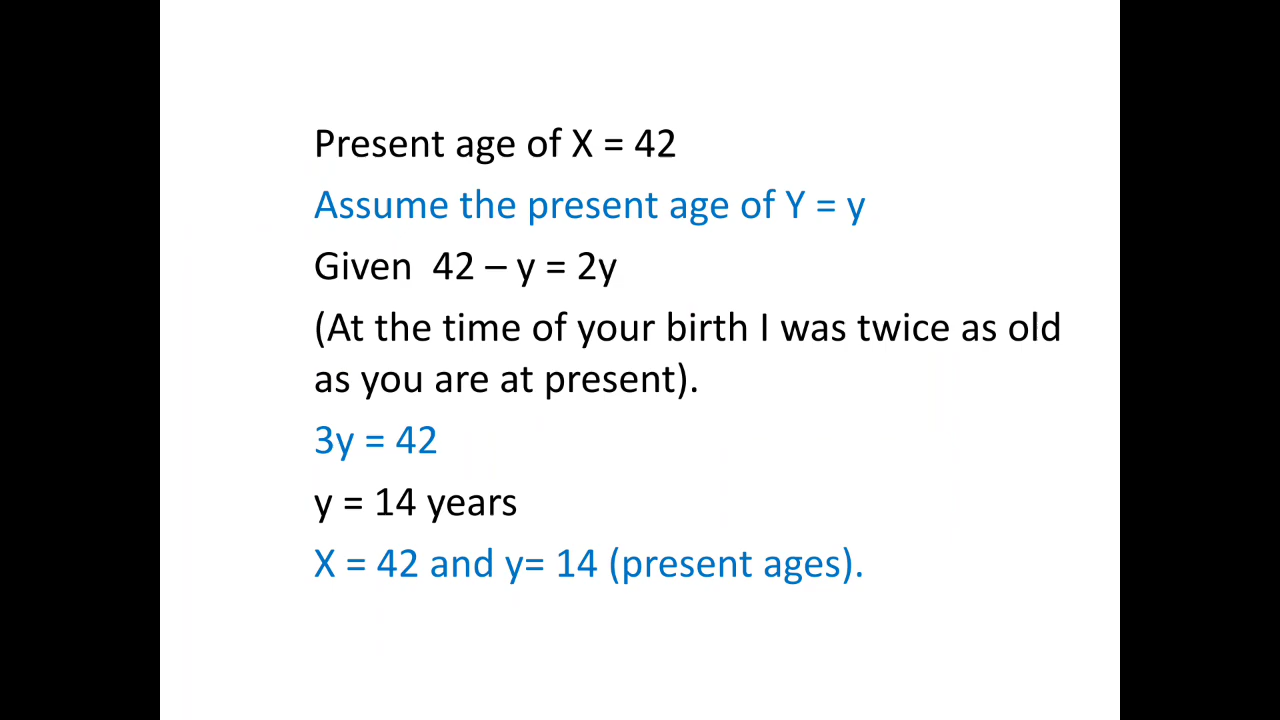 Present age of X = 42
Assume the present age of Y = y
Given  42 – y = 2y
(At the time of your birth I was twice as old
as you are at present).
3y = 42
y = 14 years
X = 42 and y= 14 (present ages).